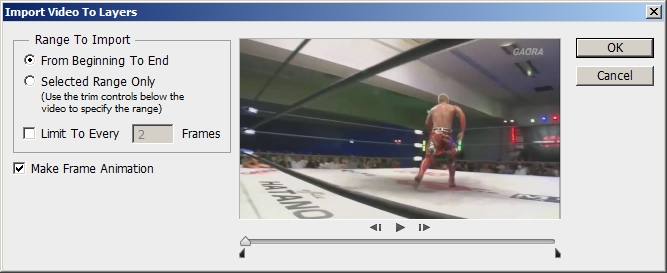 Import Video To Layers
Range To Import
From Beginning To End
Selected Range Only
(Use the trim controls below the
video to specify the range)
Limit To Every 2 Frames
Make Frame Animation
GAORA
HATANO
OK
Cancel